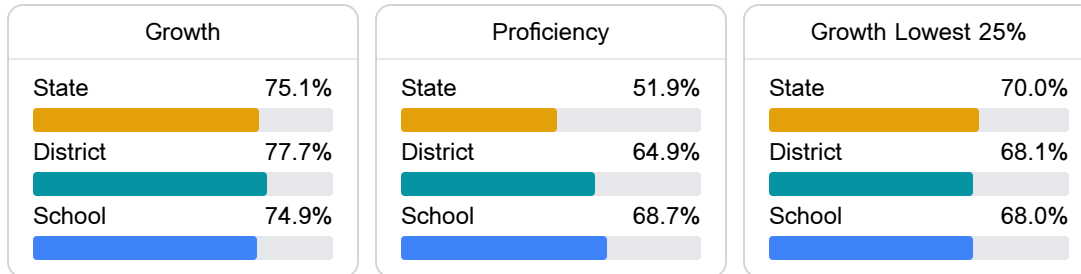 Growth
State 75.1%
District 77.7%
School 74.9%
Proficiency
State 51.9%
District 64.9%
School 68.7%
Growth Lowest 25%
State 70.0%
District 68.1%
School 68.0%